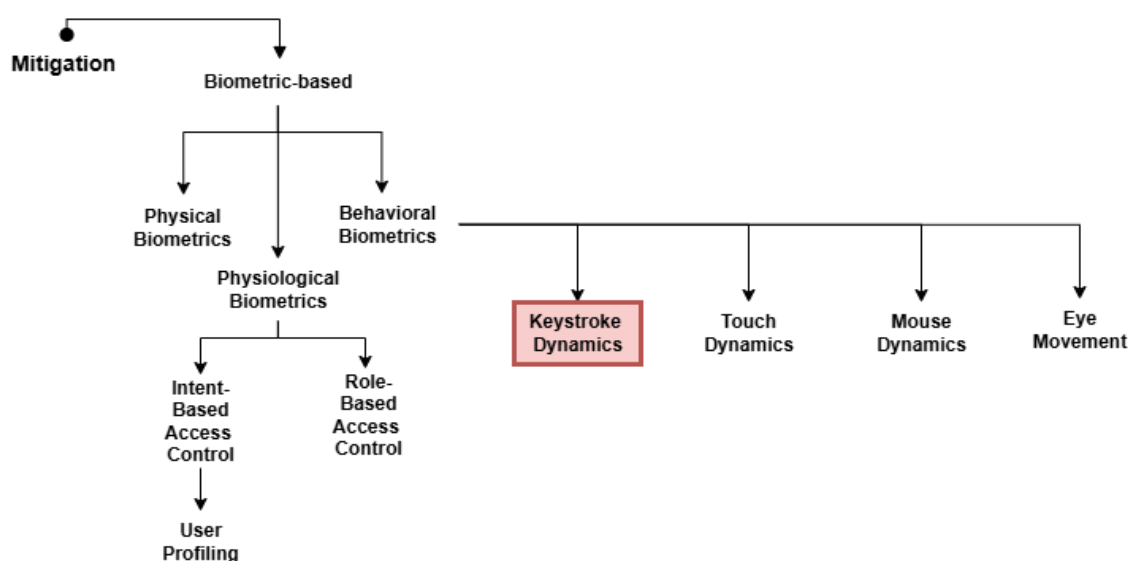 Mitigation
Biometric-based
Physical
Biometrics
Behavioral
Biometrics
Physiological
Biometrics
Keystroke
Dynamics
Touch
Dynamics
Mouse
Dynamics
Eye
Movement
Intent-
Based
Access
Control
Role-
Based
Access
Control
User
Profiling